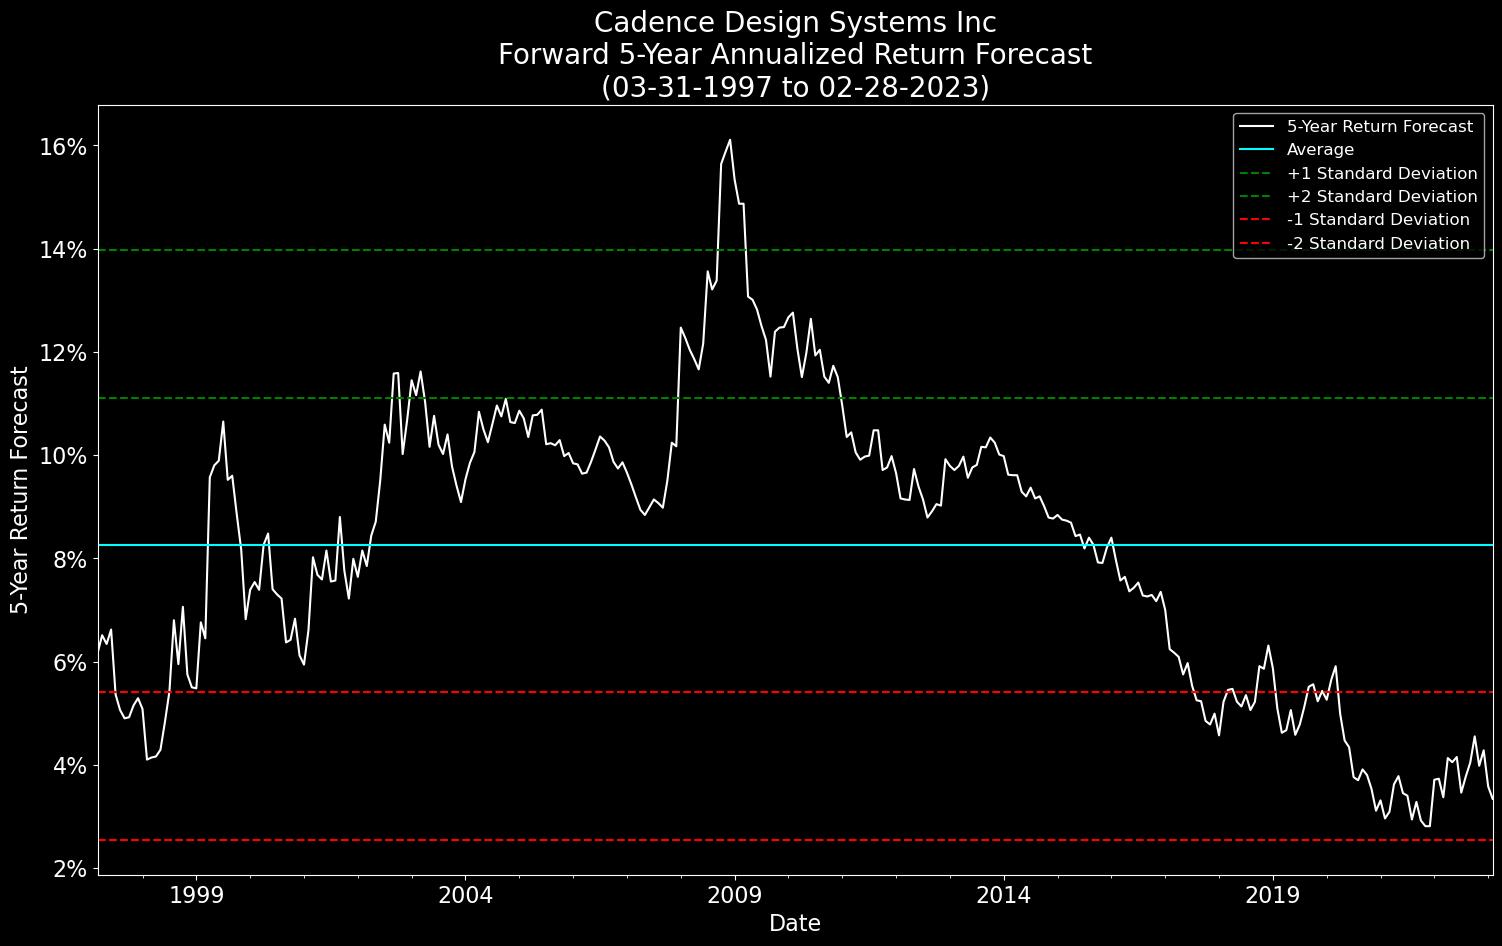 Cadence Design Systems Inc
Forward 5-Year Annualized Return Forecast
(03-31-1997 to 02-28-2023)
5-Year Return Forecast
Average
+1 Standard Deviation
+2 Standard Deviation
-1 Standard Deviation
-2 Standard Deviation
16%
14%
12%
10%
8%
6%
4%
2%
5-Year Return Forecast
1999
2004
2009
2014
2019
Date